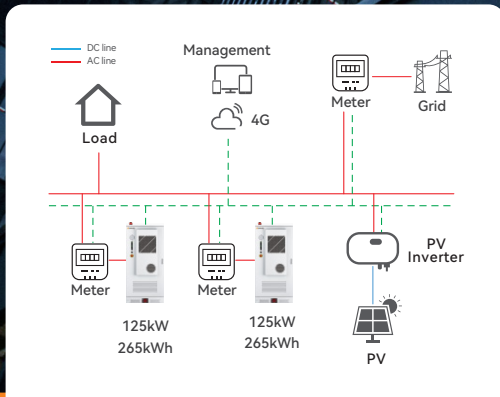 DC line
AC line
Management
4G
Load
Meter
Grid
Meter
Meter
PV
Inverter
125kW
265kWh
125kW
265kWh
PV